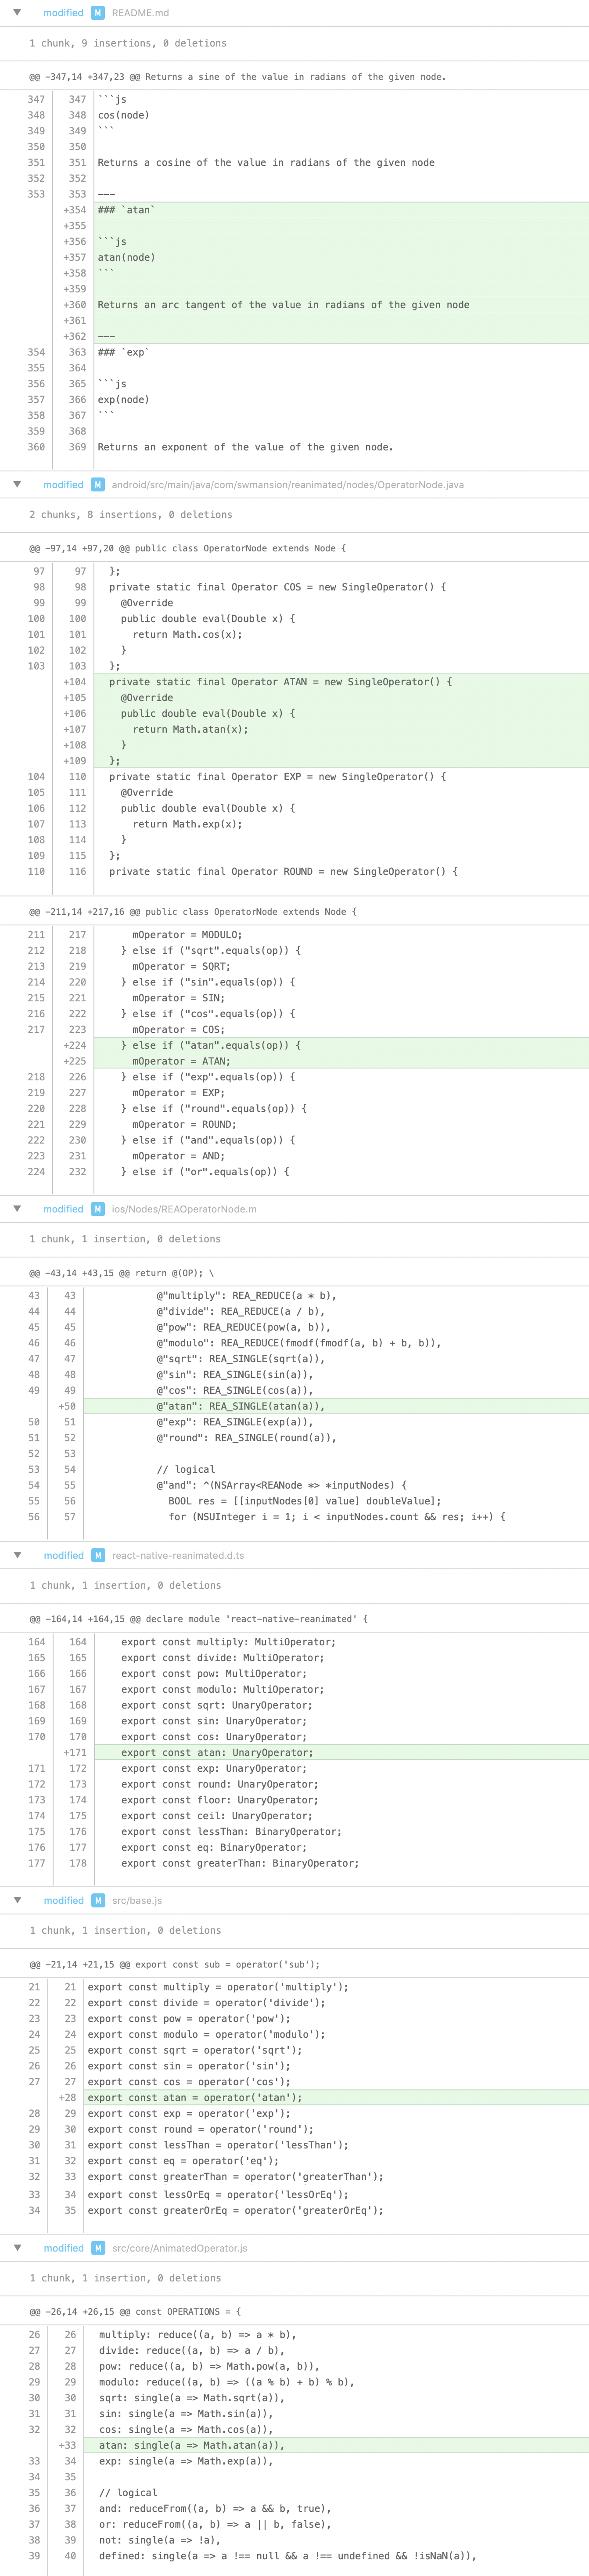 ▼ modified M README.md
1 chunk, 9 insertions, 0 deletions
@@ -347,14 +347,23 @@ Returns a sine of the value in radians of the given node.
347 347 ```js
348 348 cos(node)
349 349 ```
350 350
351 351 Returns a cosine of the value in radians of the given node
352 352
353 353 ---
+354 ### `atan`
+355
+356 ```js
+357 atan(node)
+358 ```
+359
+360 Returns an arc tangent of the value in radians of the given node
+361
+362 ---
354 363 ### `exp`
355 364
356 365 ```js
357 366 exp(node)
358 367 ```
359 368
360 369 Returns an exponent of the value of the given node.
▼ modified M android/src/main/java/com/swmansion/reanimated/nodes/OperatorNode.java
2 chunks, 8 insertions, 0 deletions
@@ -97,14 +97,20 @@ public class OperatorNode extends Node {
97 97   };
98 98   private static final Operator COS = new SingleOperator() {
99 99     @Override
100 100     public double eval(Double x) {
101 101       return Math.cos(x);
102 102     }
103 103   };
+104   private static final Operator ATAN = new SingleOperator() {
+105     @Override
+106     public double eval(Double x) {
+107       return Math.atan(x);
+108     }
+109   };
104 110   private static final Operator EXP = new SingleOperator() {
105 111     @Override
106 112     public double eval(Double x) {
107 113       return Math.exp(x);
108 114     }
109 115   };
110 116   private static final Operator ROUND = new SingleOperator() {
@@ -211,14 +217,16 @@ public class OperatorNode extends Node {
211 217       mOperator = MODULO;
212 218     } else if ("sqrt".equals(op)) {
213 219       mOperator = SQRT;
214 220     } else if ("sin".equals(op)) {
215 221       mOperator = SIN;
216 222     } else if ("cos".equals(op)) {
217 223       mOperator = COS;
+224     } else if ("atan".equals(op)) {
+225       mOperator = ATAN;
218 226     } else if ("exp".equals(op)) {
219 227       mOperator = EXP;
220 228     } else if ("round".equals(op)) {
221 229       mOperator = ROUND;
222 230     } else if ("and".equals(op)) {
223 231       mOperator = AND;
224 232     } else if ("or".equals(op)) {
▼ modified M ios/Nodes/REAOperatorNode.m
1 chunk, 1 insertion, 0 deletions
@@ -43,14 +43,15 @@ return @(OP); \
43 43             @"multiply": REA_REDUCE(a * b),
44 44             @"divide": REA_REDUCE(a / b),
45 45             @"pow": REA_REDUCE(pow(a, b)),
46 46             @"modulo": REA_REDUCE(fmodf(fmodf(a, b) + b, b)),
47 47             @"sqrt": REA_SINGLE(sqrt(a)),
48 48             @"sin": REA_SINGLE(sin(a)),
49 49             @"cos": REA_SINGLE(cos(a)),
+50             @"atan": REA_SINGLE(atan(a)),
50 51             @"exp": REA_SINGLE(exp(a)),
51 52             @"round": REA_SINGLE(round(a)),
52 53
53 54             // logical
54 55             @"and": ^(NSArray<REANode *> *inputNodes) {
55 56               BOOL res = [[inputNodes[0] value] doubleValue];
56 57               for (NSUInteger i = 1; i < inputNodes.count && res; i++) {
▼ modified M react-native-reanimated.d.ts
1 chunk, 1 insertion, 0 deletions
@@ -164,14 +164,15 @@ declare module 'react-native-reanimated' {
164 164     export const multiply: MultiOperator;
165 165     export const divide: MultiOperator;
166 166     export const pow: MultiOperator;
167 167     export const modulo: MultiOperator;
168 168     export const sqrt: UnaryOperator;
169 169     export const sin: UnaryOperator;
170 170     export const cos: UnaryOperator;
+171     export const atan: UnaryOperator;
171 172     export const exp: UnaryOperator;
172 173     export const round: UnaryOperator;
173 174     export const floor: UnaryOperator;
174 175     export const ceil: UnaryOperator;
175 176     export const lessThan: BinaryOperator;
176 177     export const eq: BinaryOperator;
177 178     export const greaterThan: BinaryOperator;
▼ modified M src/base.js
1 chunk, 1 insertion, 0 deletions
@@ -21,14 +21,15 @@ export const sub = operator('sub');
21 21 export const multiply = operator('multiply');
22 22 export const divide = operator('divide');
23 23 export const pow = operator('pow');
24 24 export const modulo = operator('modulo');
25 25 export const sqrt = operator('sqrt');
26 26 export const sin = operator('sin');
27 27 export const cos = operator('cos');
+28 export const atan = operator('atan');
28 29 export const exp = operator('exp');
29 30 export const round = operator('round');
30 31 export const lessThan = operator('lessThan');
31 32 export const eq = operator('eq');
32 33 export const greaterThan = operator('greaterThan');
33 34 export const lessOrEq = operator('lessOrEq');
34 35 export const greaterOrEq = operator('greaterOrEq');
▼ modified M src/core/AnimatedOperator.js
1 chunk, 1 insertion, 0 deletions
@@ -26,14 +26,15 @@ const OPERATIONS = {
26 26   multiply: reduce((a, b) => a * b),
27 27   divide: reduce((a, b) => a / b),
28 28   pow: reduce((a, b) => Math.pow(a, b)),
29 29   modulo: reduce((a, b) => ((a % b) + b) % b),
30 30   sqrt: single(a => Math.sqrt(a)),
31 31   sin: single(a => Math.sin(a)),
32 32   cos: single(a => Math.cos(a)),
+33   atan: single(a => Math.atan(a)),
33 34   exp: single(a => Math.exp(a)),
34 35
35 36   // logical
36 37   and: reduceFrom((a, b) => a && b, true),
37 38   or: reduceFrom((a, b) => a || b, false),
38 39   not: single(a => !a),
39 40   defined: single(a => a !== null && a !== undefined && !isNaN(a)),